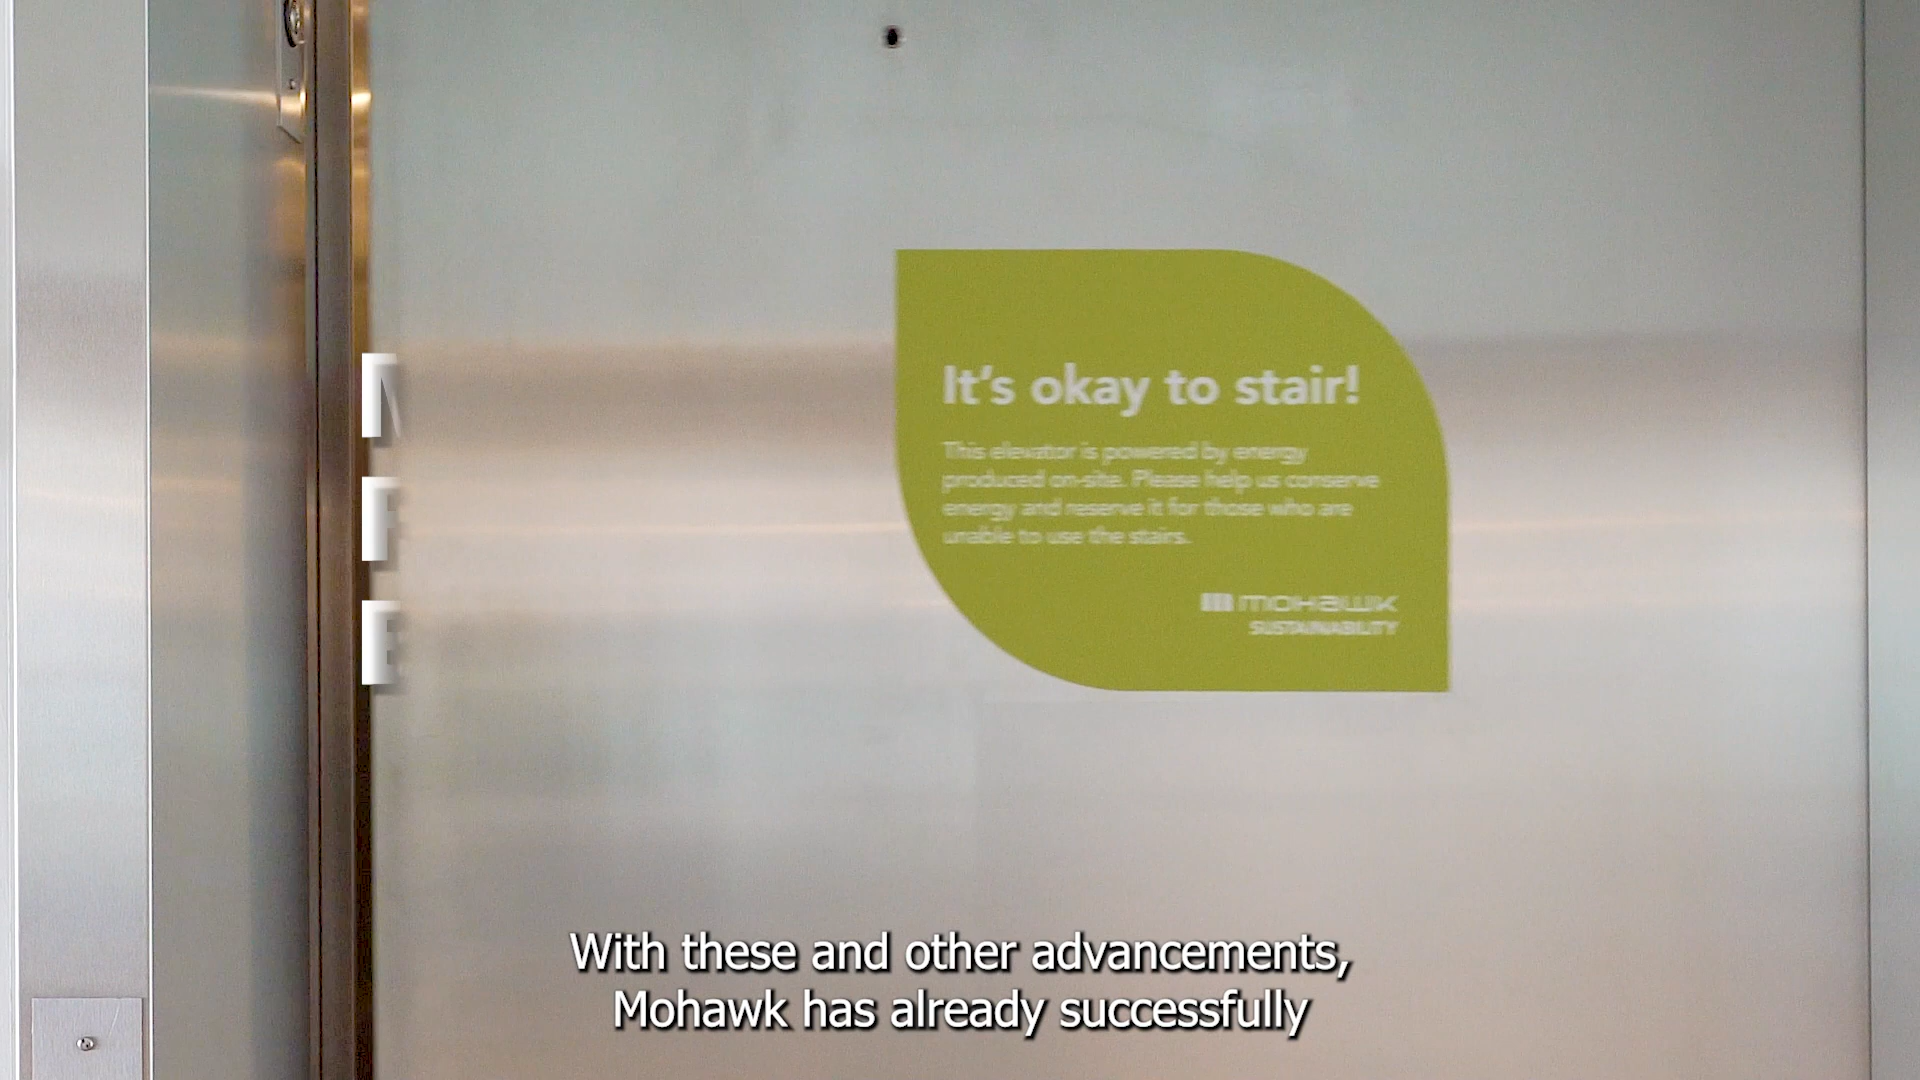 It's okay to stair!
This elevator is powered by energy
produced on-site. Please help us conserve
energy and reserve it for those who are
unable to use the stairs.
mohawk
SUSTAINABILITY
With these and other advancements,
Mohawk has already successfully